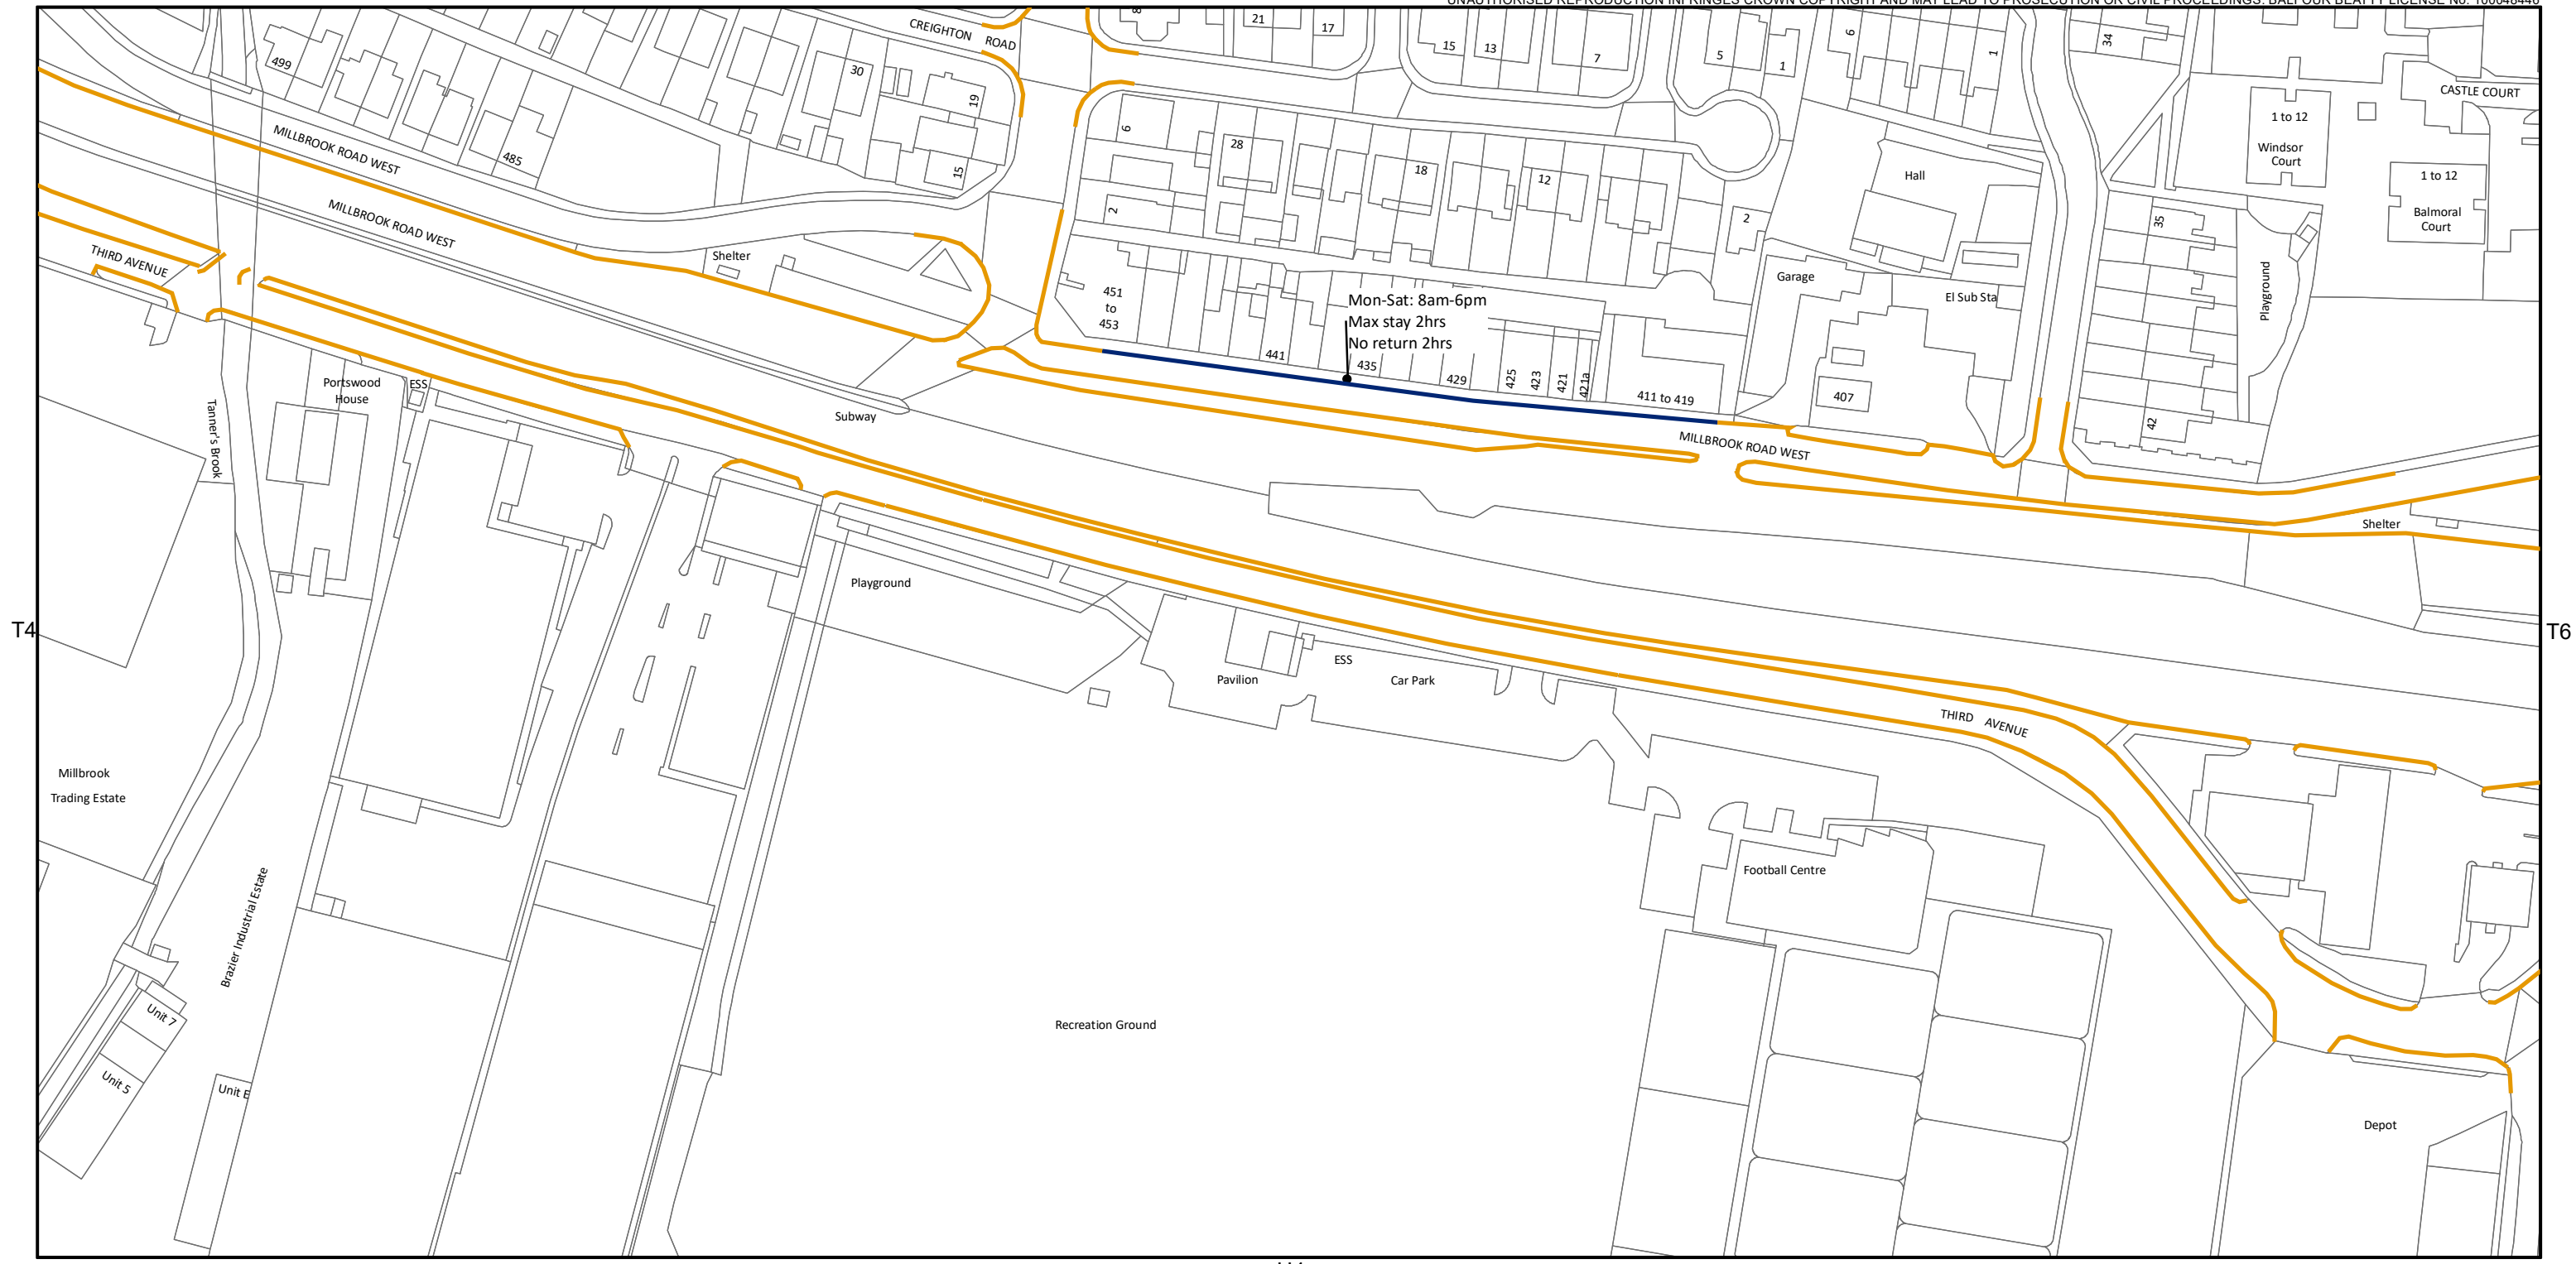 UNAUTHORISED REPRODUCTION INFRINGES CROWN COPYRIGHT AND MAY LEAD TO PROSECUTION OR CIVIL PROCEEDINGS. BALFOUR BEATTY LICENSE No. 100048446
CREIGHTON ROAD
8
21
17
15
13
7
5
1
6
1
34
499
30
19
15
485
CASTLE COURT
1 to 12
Windsor
Court
1 to 12
Balmoral
Court
MILLBROOK ROAD WEST
MILLBROOK ROAD WEST
6
28
18
12
2
2
Hall
35
THIRD AVENUE
Shelter
Garage
El Sub Sta
Playground
451
to
453
Mon-Sat: 8am-6pm
Max stay 2hrs
No return 2hrs
441
435
429
425
423
421
421a
411 to 419
407
42
Portswood
House
ESS
Tanner's Brook
Subway
MILLBROOK ROAD WEST
Shelter
Playground
T4
T6
ESS
Pavilion
Car Park
THIRD AVENUE
Millbrook
Trading Estate
Brazier Industrial Estate
Football Centre
Unit 7
Unit 5
Recreation Ground
Depot